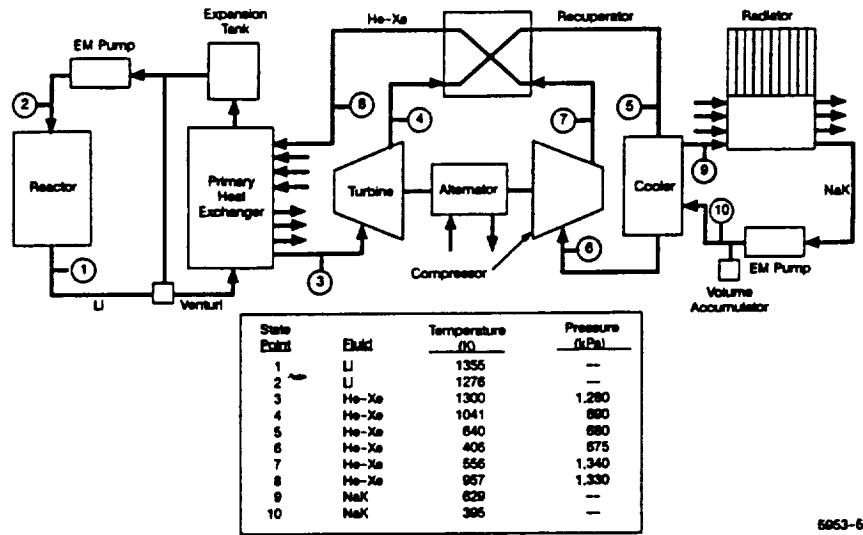 Expansion
Tank
He-Xe
Recuperator
Radiator
EM Pump
2
8
4
7
5
9
Reactor
Primary
Heat
Exchanger
Turbine
Alternator
Cooler
NaK
10
6
1
3
Compressor
EM Pump
Li
Venturi
Volume
Accumulator
State Point Fluid Temperature (K) Pressure (kPa)
1 Li 1355 —
2 Li 1276 —
3 He-Xe 1300 1,280
4 He-Xe 1041 690
5 He-Xe 640 680
6 He-Xe 406 675
7 He-Xe 556 1,340
8 He-Xe 957 1,330
9 NaK 629 —
10 NaK 395 —
5953-6